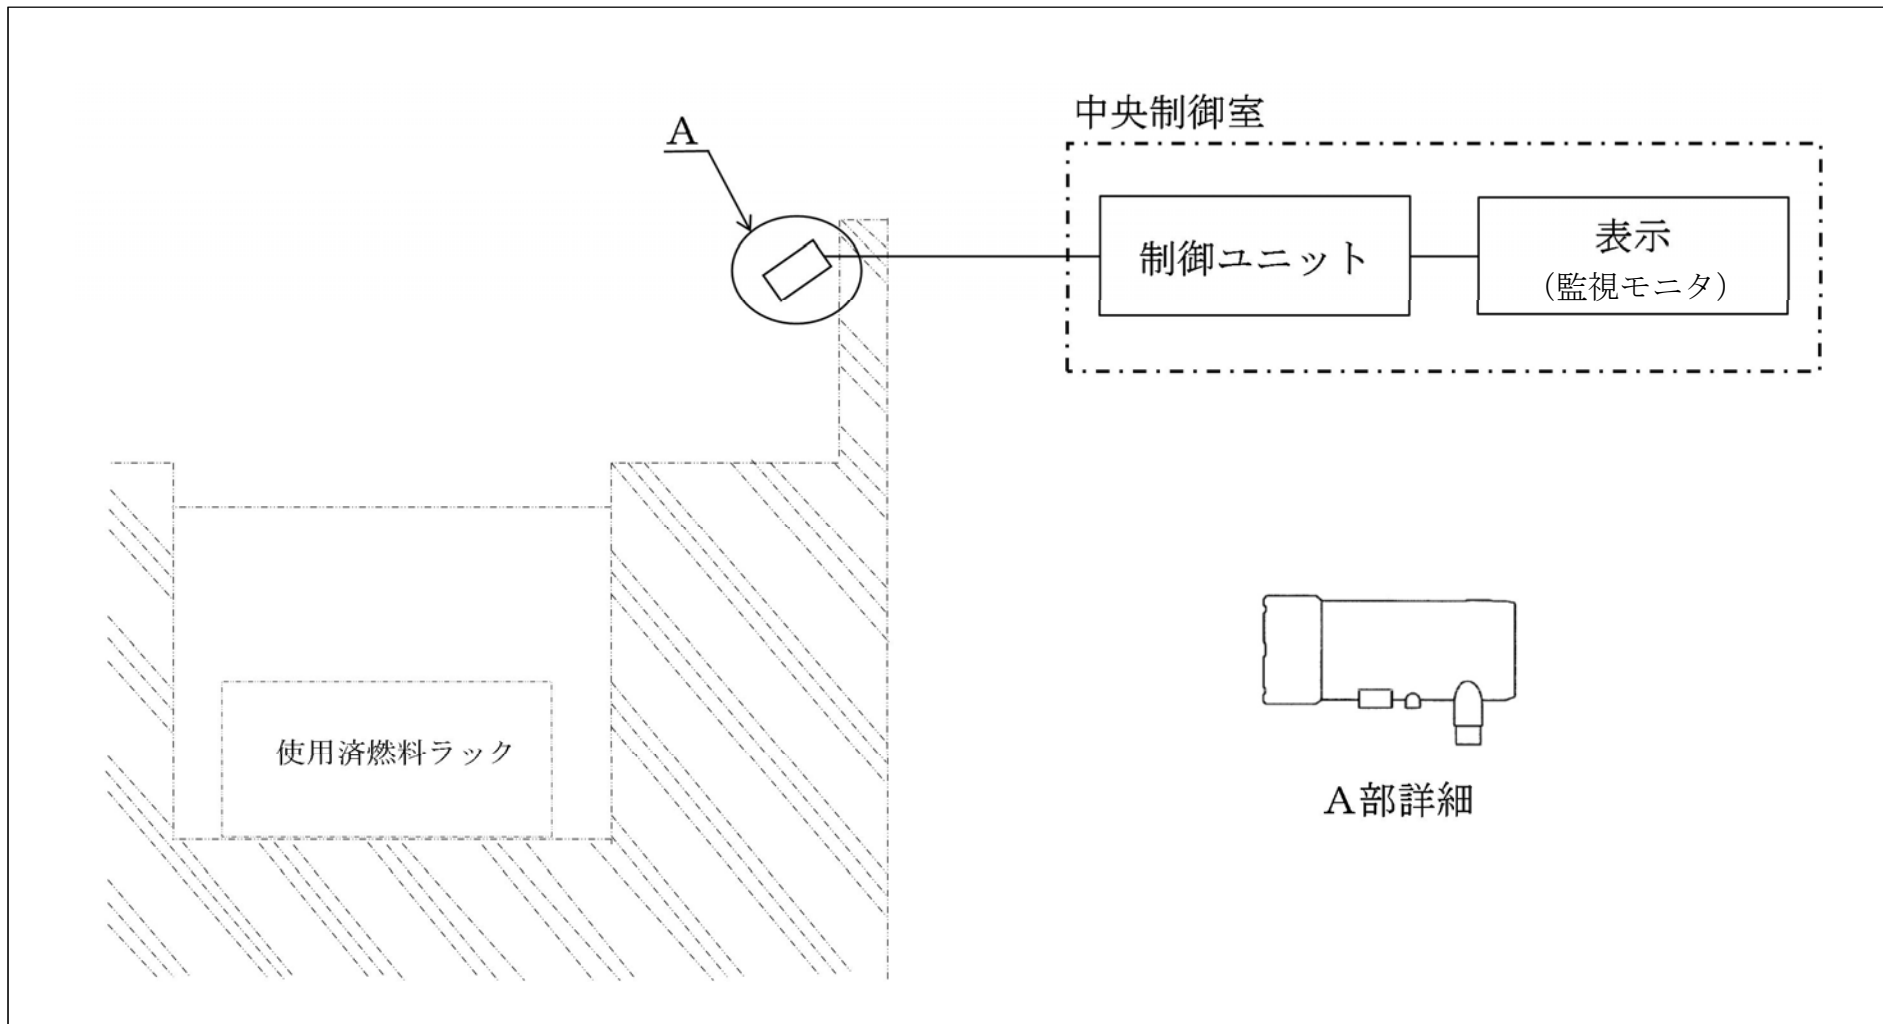 中央制御室
A
制御ユニット
表示
（監視モニタ）
使用済燃料ラック
A部詳細